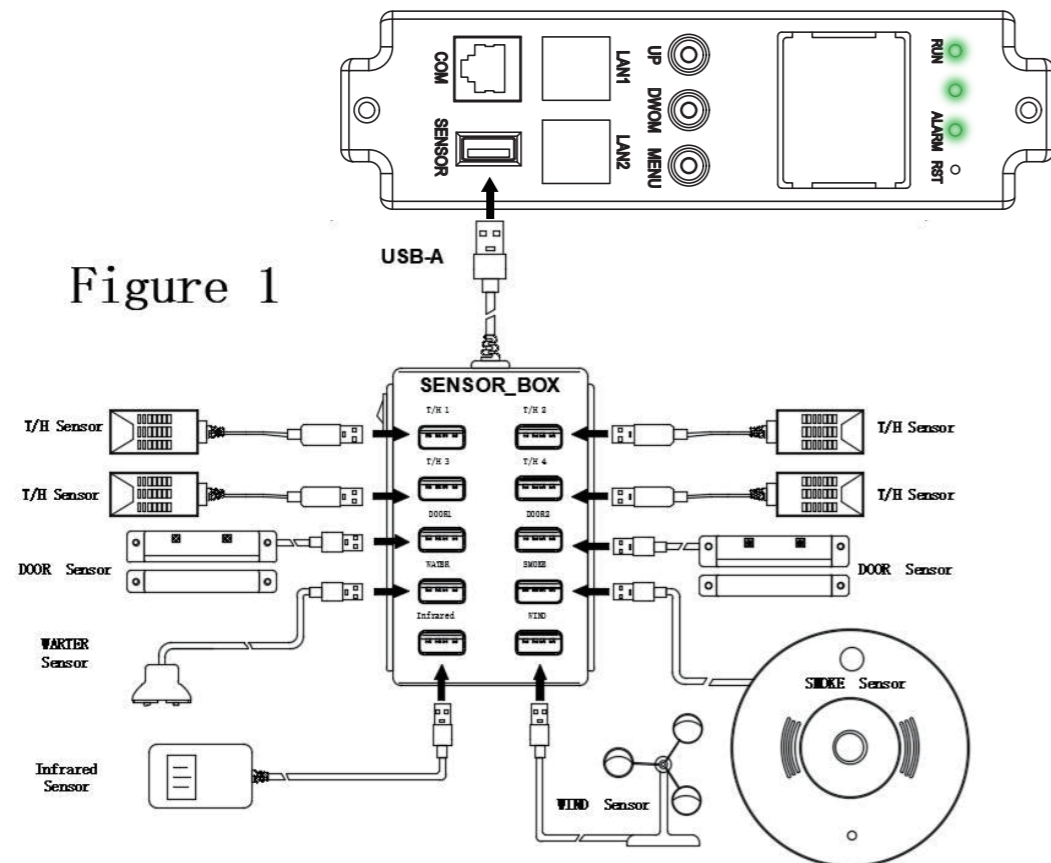 COM
LAN1
UP
RUN
SENSOR
LAN2
DWOM
MENU
ALARM
RST
USB-A
Figure 1
SENSOR_BOX
T/H 1
T/H 2
T/H Sensor
T/H Sensor
T/H 3
T/H 4
T/H Sensor
T/H Sensor
DOOR1
DOOR2
DOOR Sensor
DOOR Sensor
WATER
SMOKE
Infrared
WIND
WARTER
Sensor
SMOKE Sensor
Infrared
Sensor
WIND Sensor